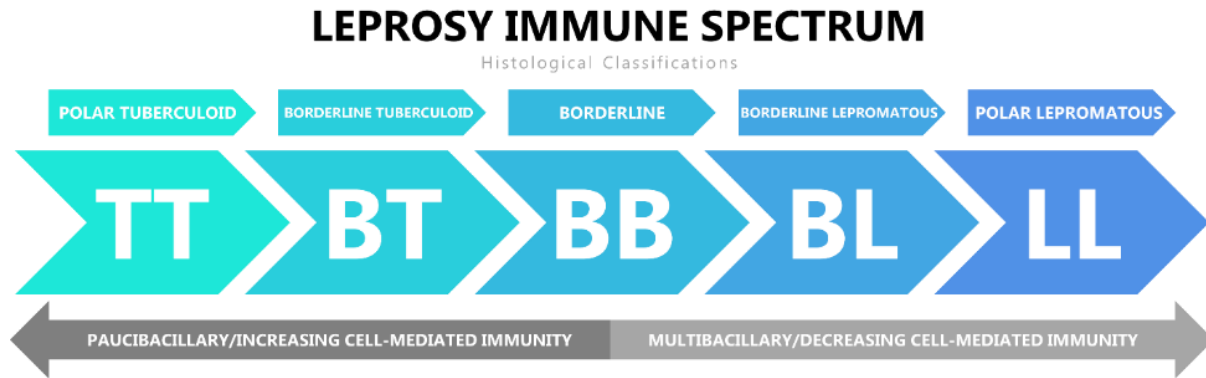 LEPROSY IMMUNE SPECTRUM
Histological Classifications
POLAR TUBERCULOID
BORDERLINE TUBERCULOID
BORDERLINE
BORDERLINE LEPROMATOUS
POLAR LEPROMATOUS
TT
BT
BB
BL
LL
PAUCIBACILLARY/INCREASING CELL-MEDIATED IMMUNITY
MULTIBACILLARY/DECREASING CELL-MEDIATED IMMUNITY